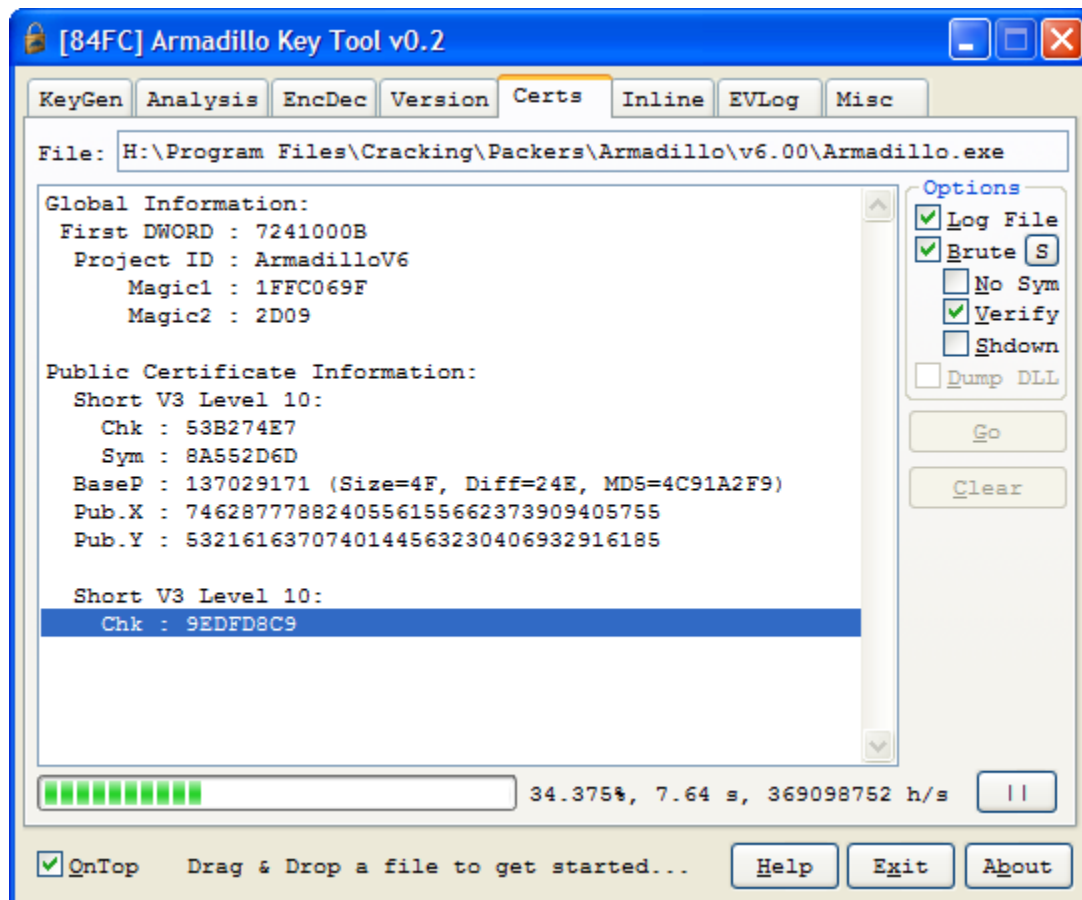 [84FC] Armadillo Key Tool v0.2
KeyGen Analysis EncDec Version Certs Inline EVLog Misc
File: H:\Program Files\Cracking\Packers\Armadillo\v6.00\Armadillo.exe
Global Information:
First DWORD : 7241000B
Project ID : ArmadilloV6
Magic1 : 1FFC069F
Magic2 : 2D09
Public Certificate Information:
Short V3 Level 10:
Chk : 53B274E7
Sym : 8A552D6D
BaseP : 137029171 (Size=4F, Diff=24E, MD5=4C91A2F9)
Pub.X : 7462877788240556155662373909405755
Pub.Y : 5321616370740144563230406932916185
Short V3 Level 10:
Chk : 9EDFD8C9
Options
Log File
Brute S
No Sym
Verify
Shdown
Dump DLL
Go
Clear
34.375%, 7.64 s, 369098752 h/s ||
OnTop Drag & Drop a file to get started... Help Exit About